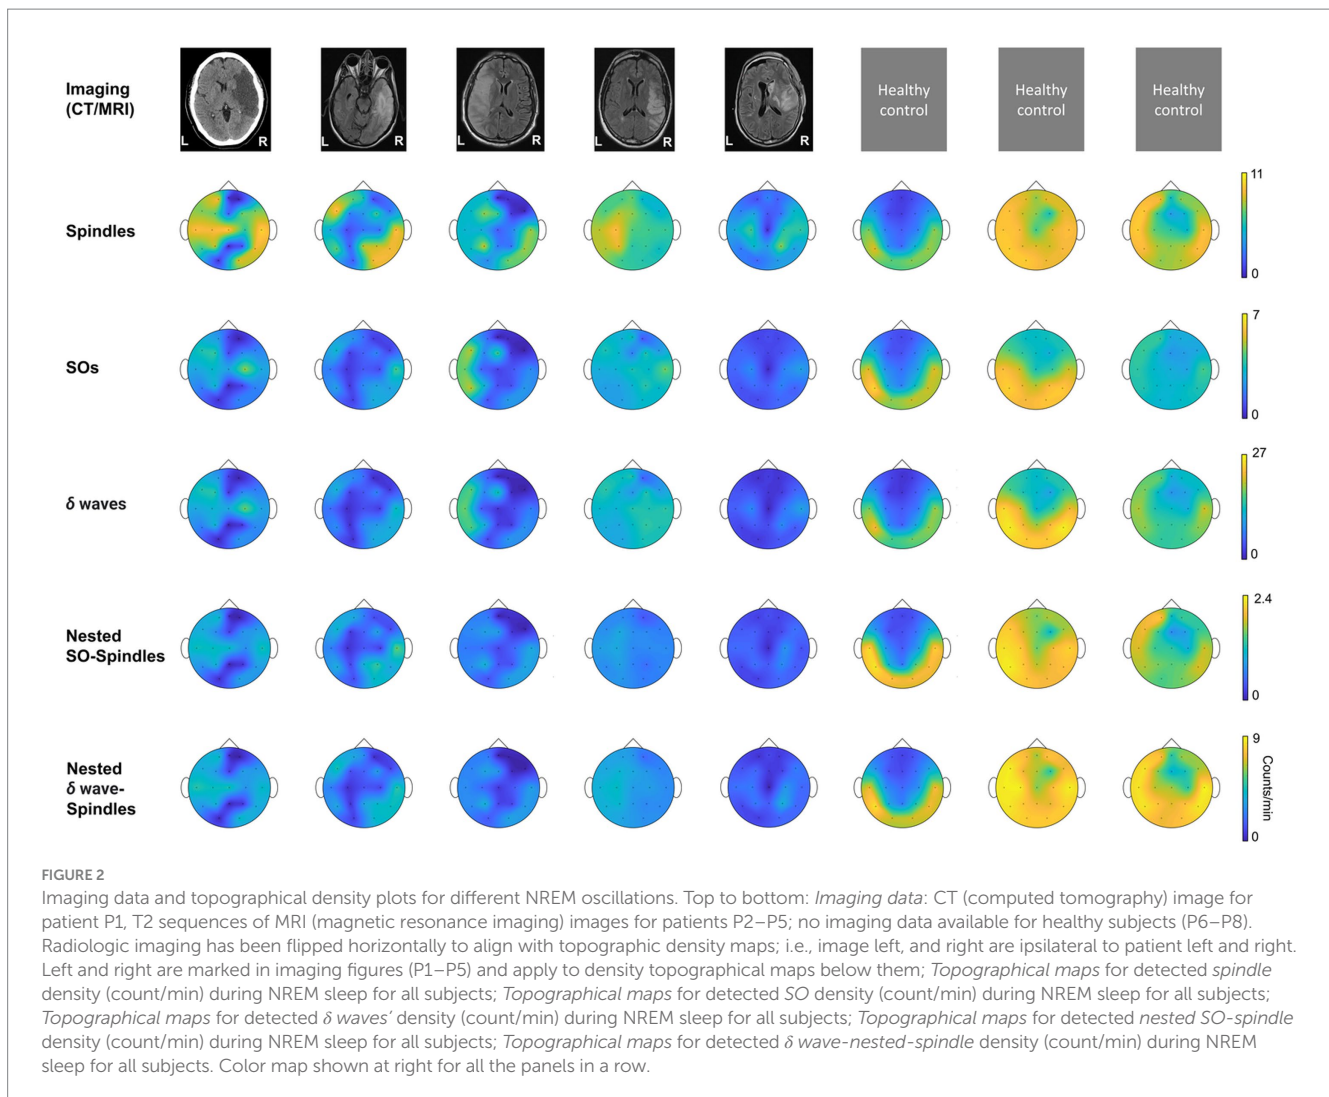 Imaging
(CT/MRI)
L R
L R
L R
L R
L R
Healthy
control
Healthy
control
Healthy
control
Spindles
11
0
SOs
7
0
δ waves
27
0
Nested
SO-Spindles
2.4
0
Nested
δ wave-
Spindles
9
Counts/min
0
FIGURE 2
Imaging data and topographical density plots for different NREM oscillations. Top to bottom: Imaging data: CT (computed tomography) image for
patient P1, T2 sequences of MRI (magnetic resonance imaging) images for patients P2–P5; no imaging data available for healthy subjects (P6–P8).
Radiologic imaging has been flipped horizontally to align with topographic density maps; i.e., image left, and right are ipsilateral to patient left and right.
Left and right are marked in imaging figures (P1–P5) and apply to density topographical maps below them; Topographical maps for detected spindle
density (count/min) during NREM sleep for all subjects; Topographical maps for detected SO density (count/min) during NREM sleep for all subjects;
Topographical maps for detected δ waves’ density (count/min) during NREM sleep for all subjects; Topographical maps for detected nested SO-spindle
density (count/min) during NREM sleep for all subjects; Topographical maps for detected δ wave-nested-spindle density (count/min) during NREM
sleep for all subjects. Color map shown at right for all the panels in a row.